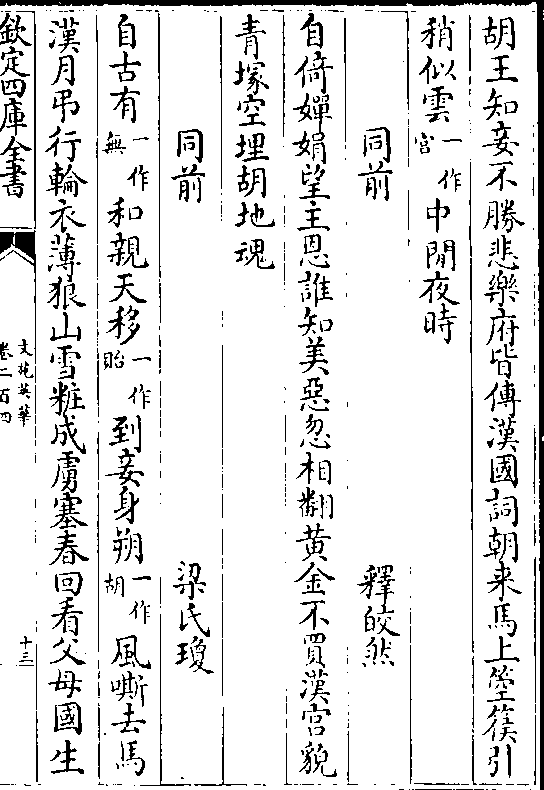 胡王知妾不勝悲樂府皆傳漢國詞朝来馬上箜篌引
稍似雲一作宫中閒夜時
同前 釋皎然
自倚嬋娟望主恩誰知美惡忽相翻黄金不買漢宫貌
青塜空埋胡地魂
同前 梁氏瓊
自古有一作無和親天移一作貽到妾身朔一作胡風嘶去馬
漢月弔行輪衣薄狼山雪粧成虜塞春回看父母國生
欽定四庫全書
文苑英華
卷二百四
十三